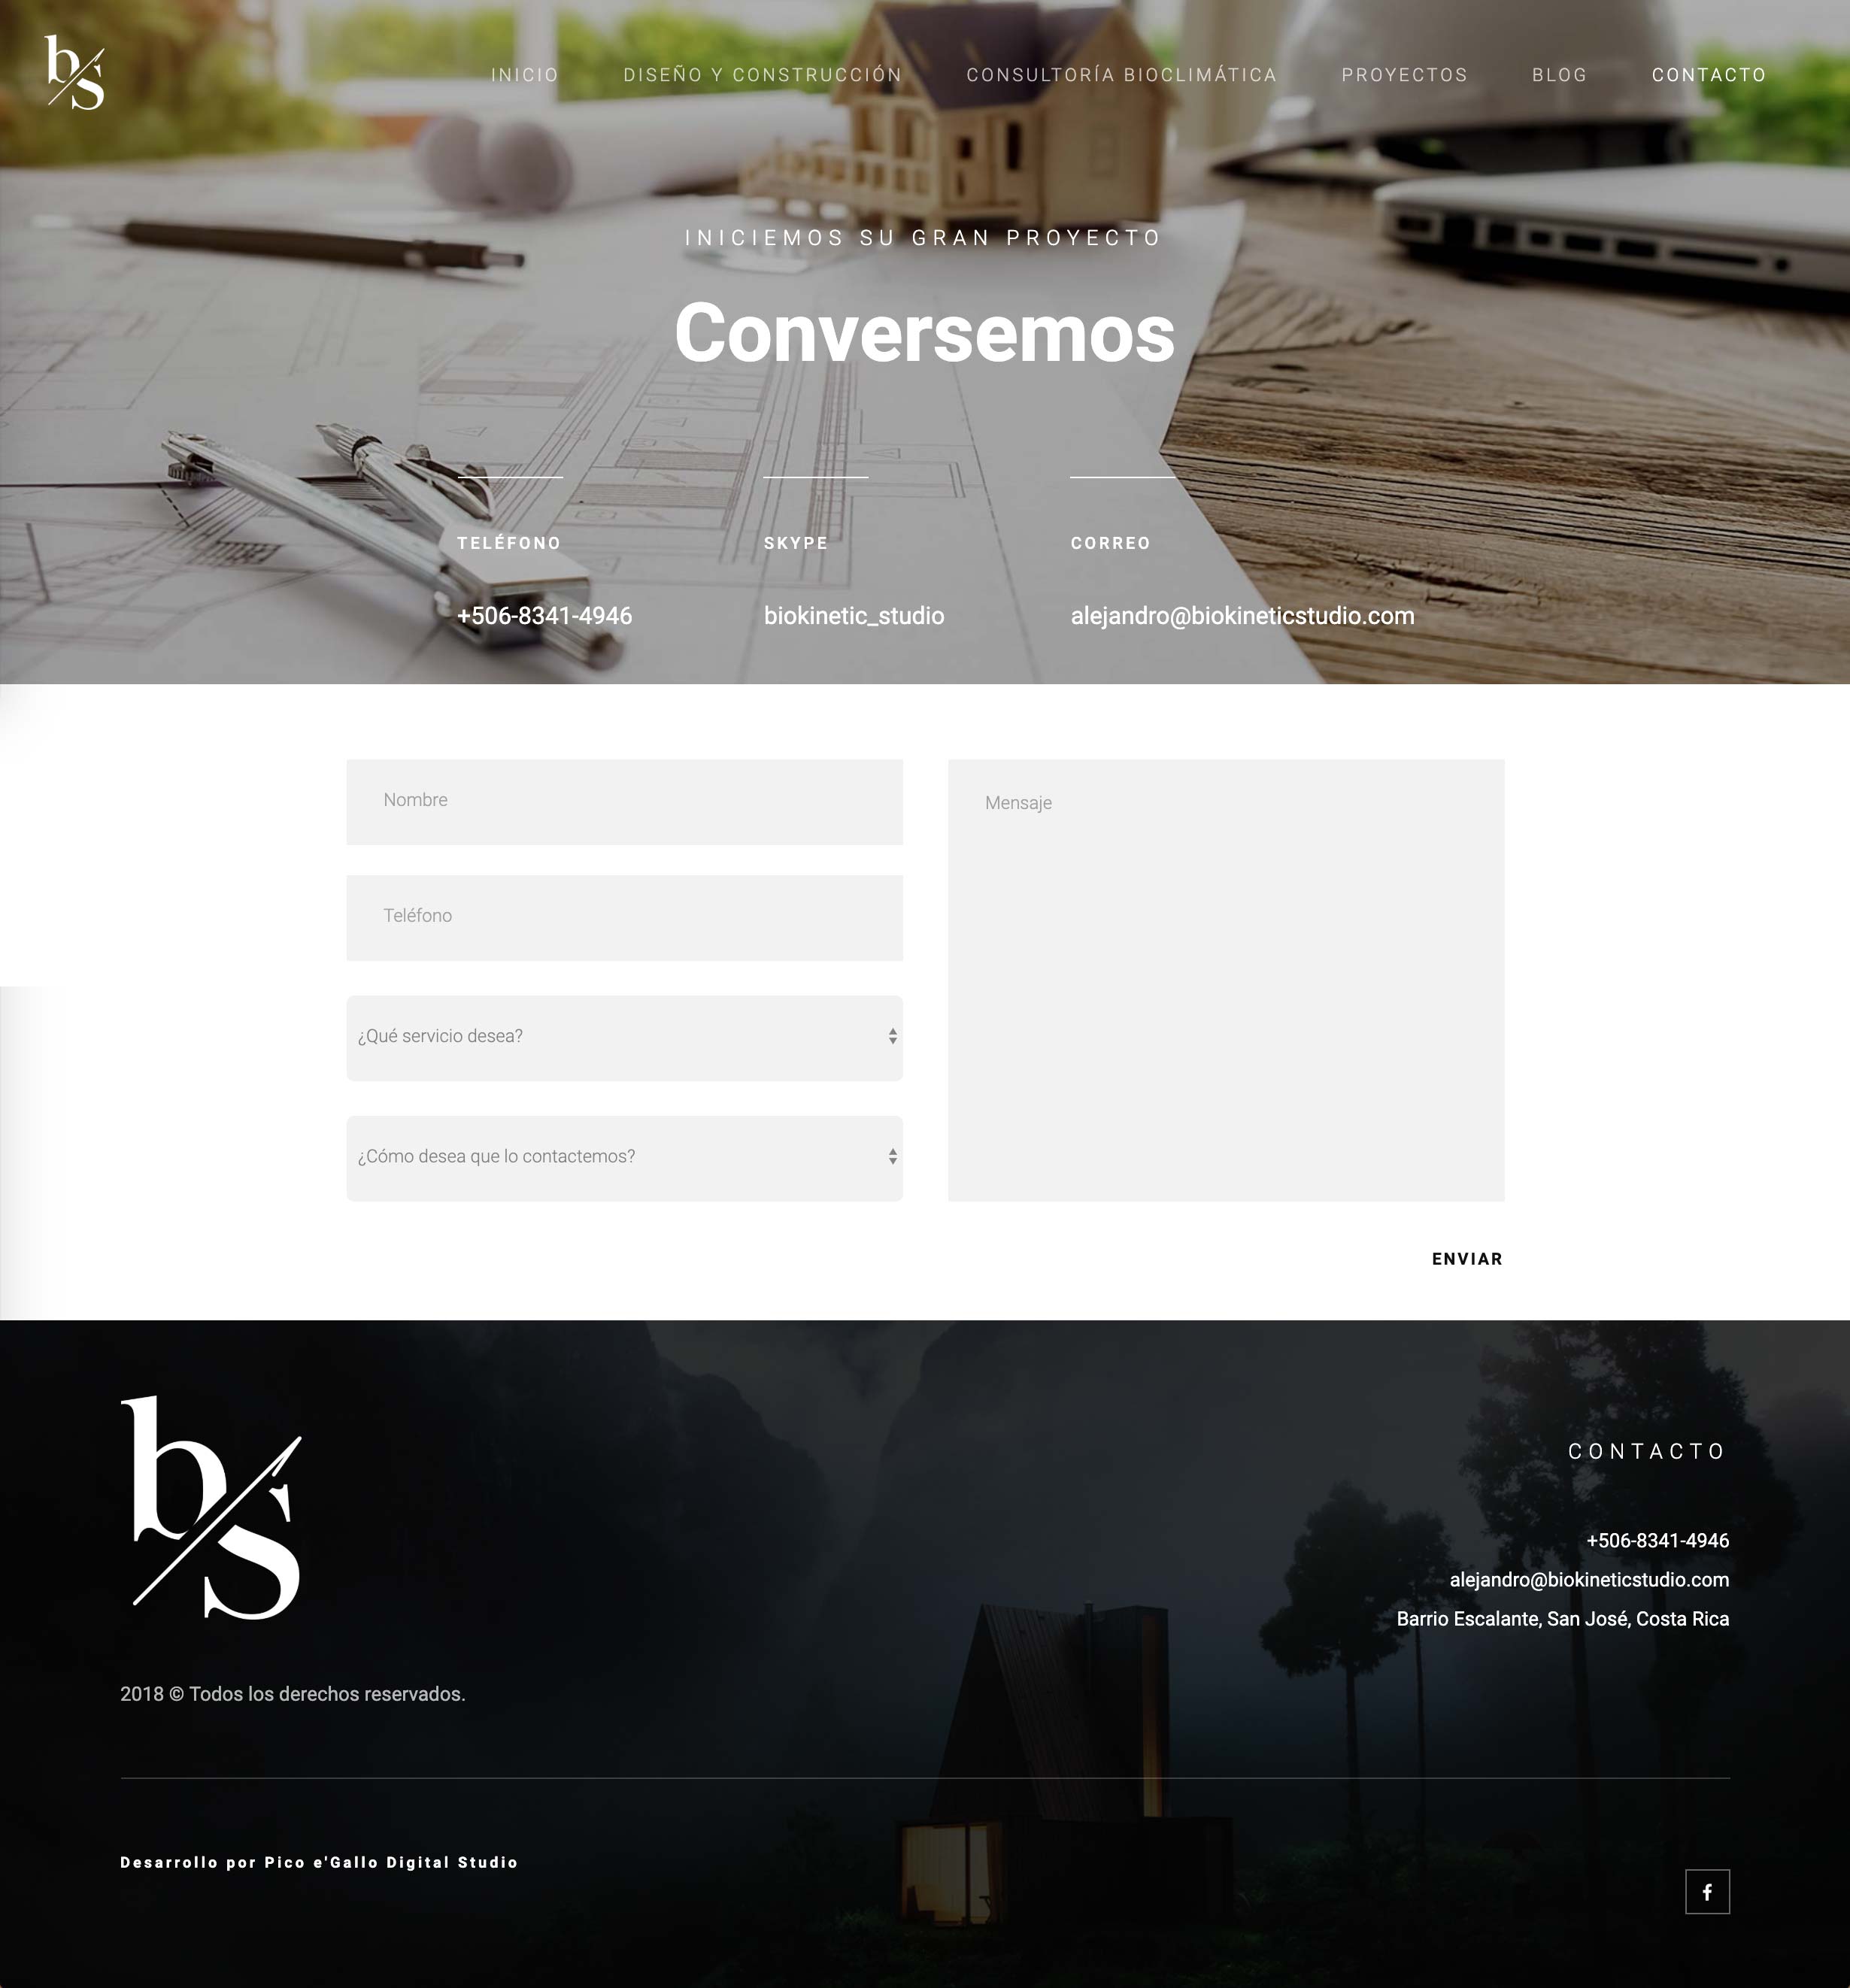 bs
INICIO DISEÑO Y CONSTRUCCIÓN CONSULTORÍA BIOCLIMÁTICA PROYECTOS BLOG CONTACTO
INICIEMOS SU GRAN PROYECTO
Conversemos
TELÉFONO
+506-8341-4946
SKYPE
biokinetic_studio
CORREO
alejandro@biokineticstudio.com
Nombre
Teléfono
¿Qué servicio desea?
¿Cómo desea que lo contactemos?
Mensaje
ENVIAR
bs
2018 © Todos los derechos reservados.
CONTACTO
+506-8341-4946
alejandro@biokineticstudio.com
Barrio Escalante, San José, Costa Rica
Desarrollo por Pico e'Gallo Digital Studio
f